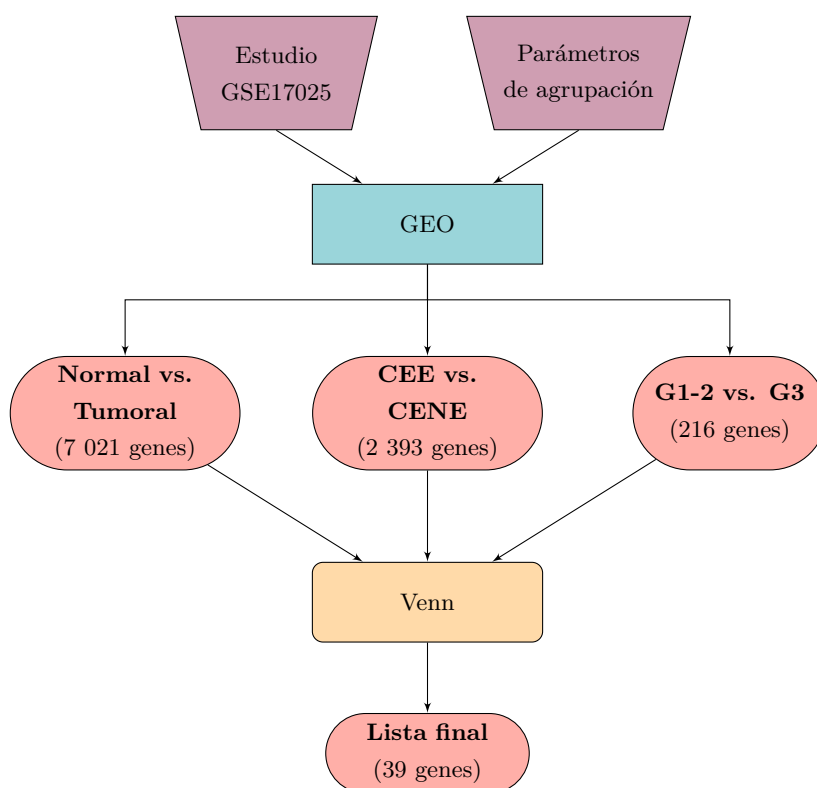 Estudio
GSE17025
Parámetros
de agrupación
GEO
Normal vs.
Tumoral
(7 021 genes)
CEE vs.
CENE
(2 393 genes)
G1-2 vs. G3
(216 genes)
Venn
Lista final
(39 genes)